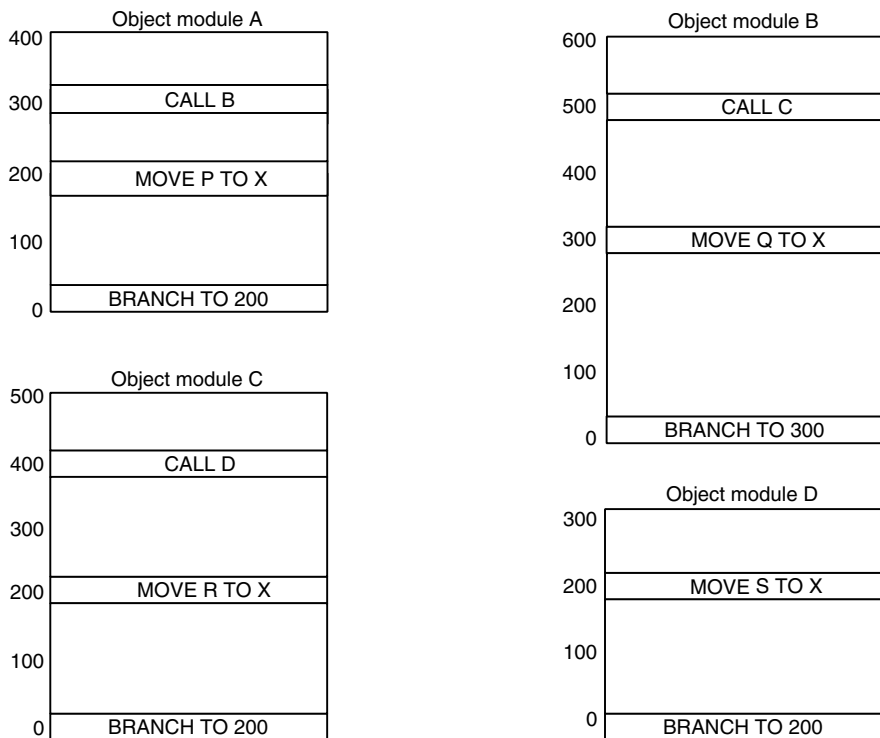 Object module A
400
300
CALL B
200
MOVE P TO X
100
0
BRANCH TO 200
Object module B
600
500
CALL C
400
300
MOVE Q TO X
200
100
0
BRANCH TO 300
Object module C
500
400
CALL D
300
200
MOVE R TO X
100
0
BRANCH TO 200
Object module D
300
200
MOVE S TO X
100
0
BRANCH TO 200